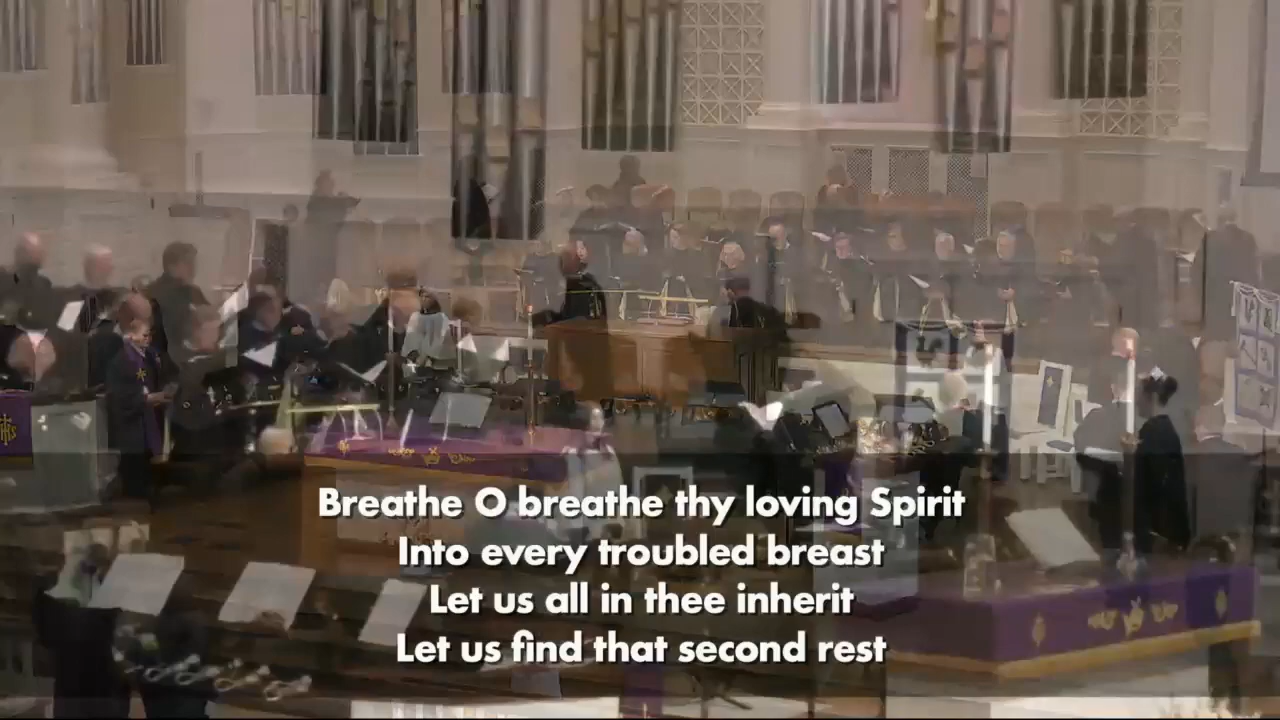 Breathe O breathe thy loving Spirit
Into every troubled breast
Let us all in thee inherit
Let us find that second rest